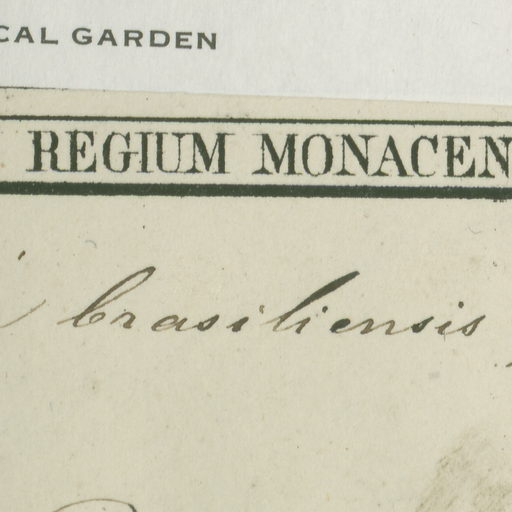 CAL GARDEN
REGIUM MONACEN
brasiliensis